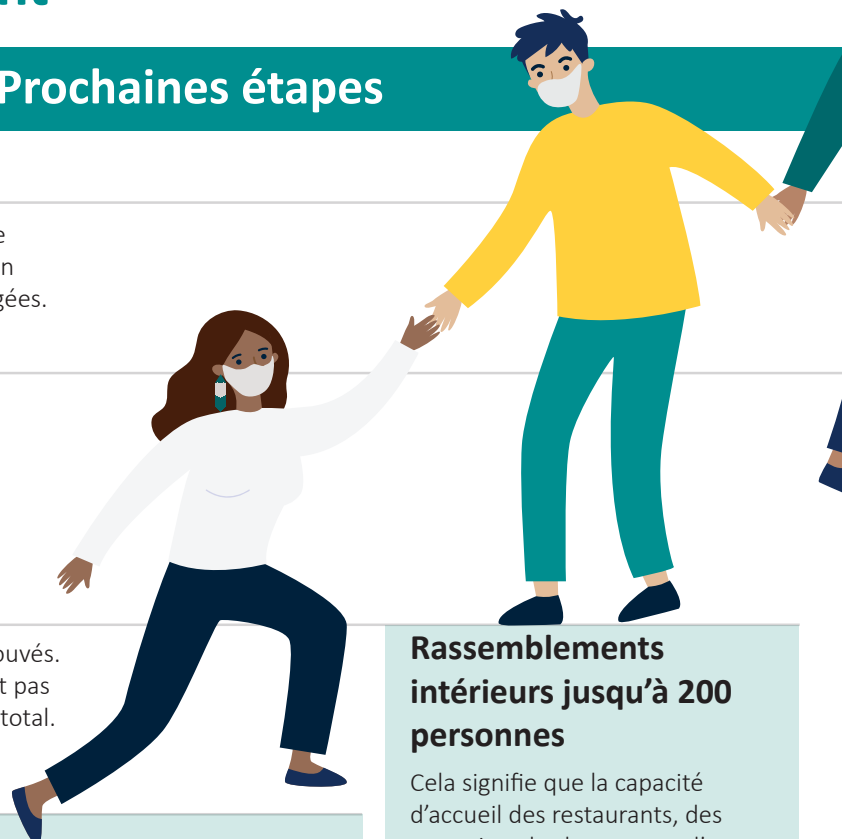 Prochaines étapes
gées.
ouvés.
t pas
total.
Rassemblements
intérieurs jusqu’à 200
personnes
Cela signifie que la capacité
d’accueil des restaurants, des